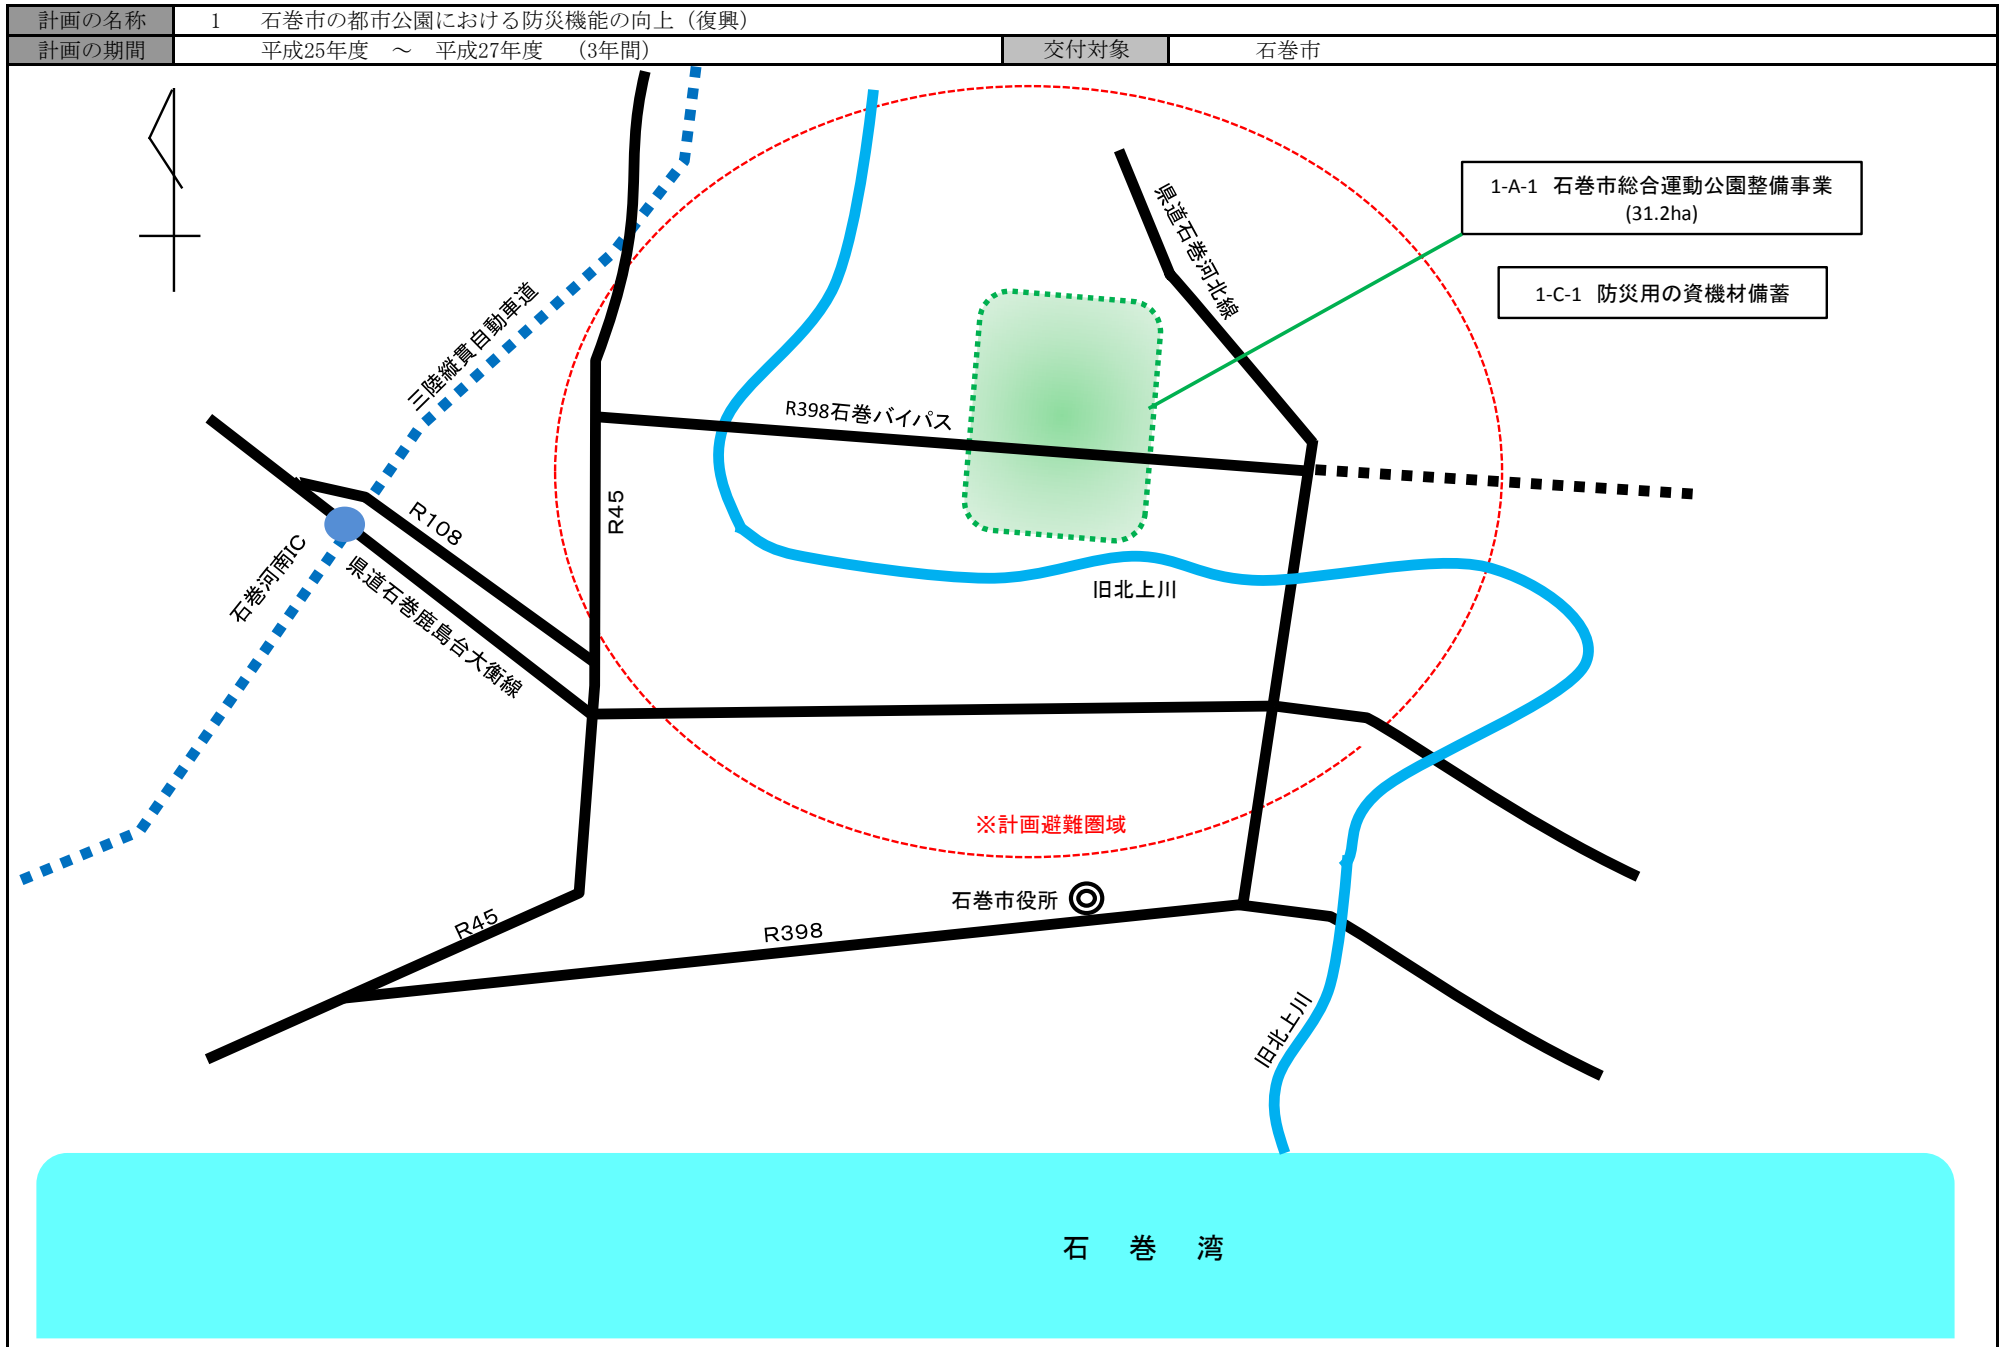 計画の名称 1 石巻市の都市公園における防災機能の向上（復興）
計画の期間 平成25年度 ～ 平成27年度 （3年間） 交付対象 石巻市
1-A-1 石巻市総合運動公園整備事業
(31.2ha)
県道石巻河北線
1-C-1 防災用の資機材備蓄
三陸縦貫自動車道
R398石巻バイパス
R45
R108
石巻河南IC
県道石巻鹿島台大衡線
旧北上川
※計画避難圏域
石巻市役所
R45
R398
旧北上川
石 巻 湾